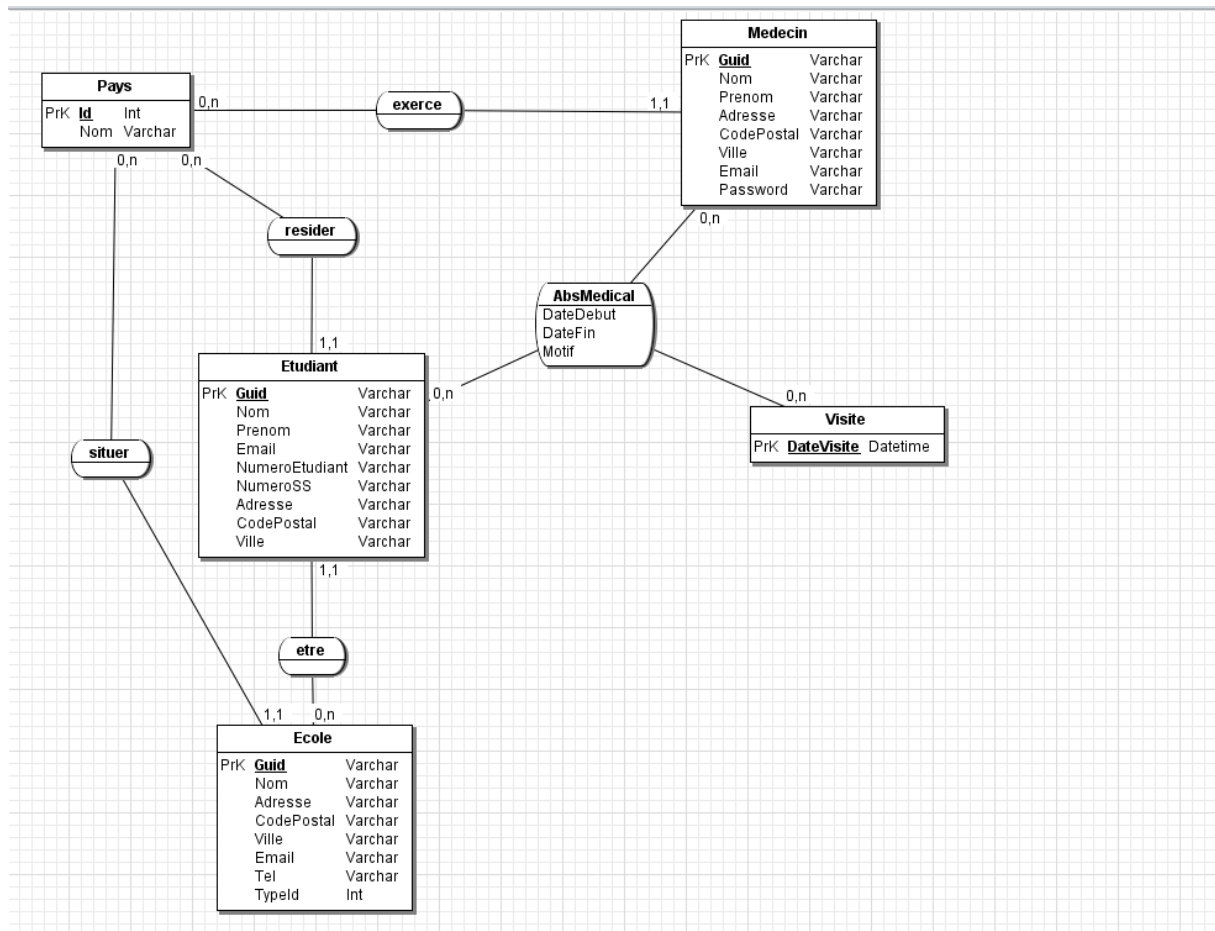 Medecin
PrK Guid Varchar
Nom Varchar
Prenom Varchar
Adresse Varchar
CodePostal Varchar
Ville Varchar
Email Varchar
Password Varchar
Pays
PrK Id Int
Nom Varchar
0,n
exerce
1,1
0,n
0,n
resider
0,n
AbsMedical
DateDebut
DateFin
Motif
1,1
Etudiant
PrK Guid Varchar
Nom Varchar
Prenom Varchar
Email Varchar
NumeroEtudiant Varchar
NumeroSS Varchar
Adresse Varchar
CodePostal Varchar
Ville Varchar
0,n
0,n
Visite
PrK DateVisite Datetime
situer
1,1
etre
1,1
0,n
Ecole
PrK Guid Varchar
Nom Varchar
Adresse Varchar
CodePostal Varchar
Ville Varchar
Email Varchar
Tel Varchar
TypeId Int